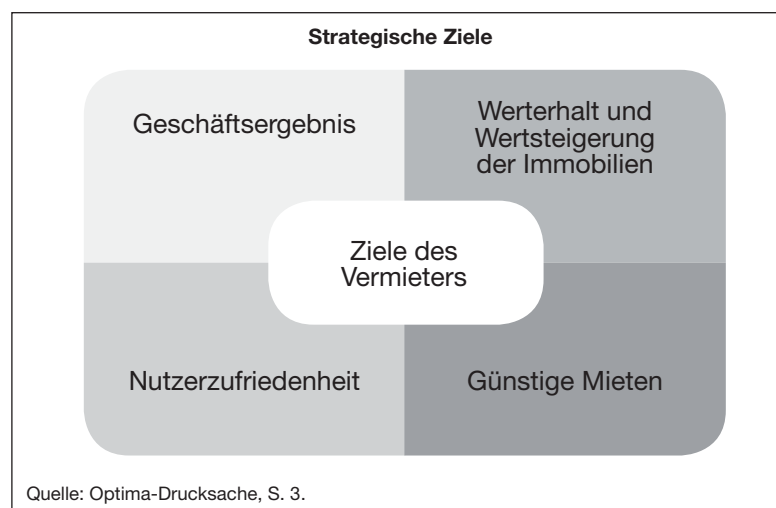 Strategische Ziele
Geschäftsergebnis
Werterhalt und
Wertsteigerung
der Immobilien
Ziele des
Vermieters
Nutzerzufriedenheit
Günstige Mieten
Quelle: Optima-Drucksache, S. 3.